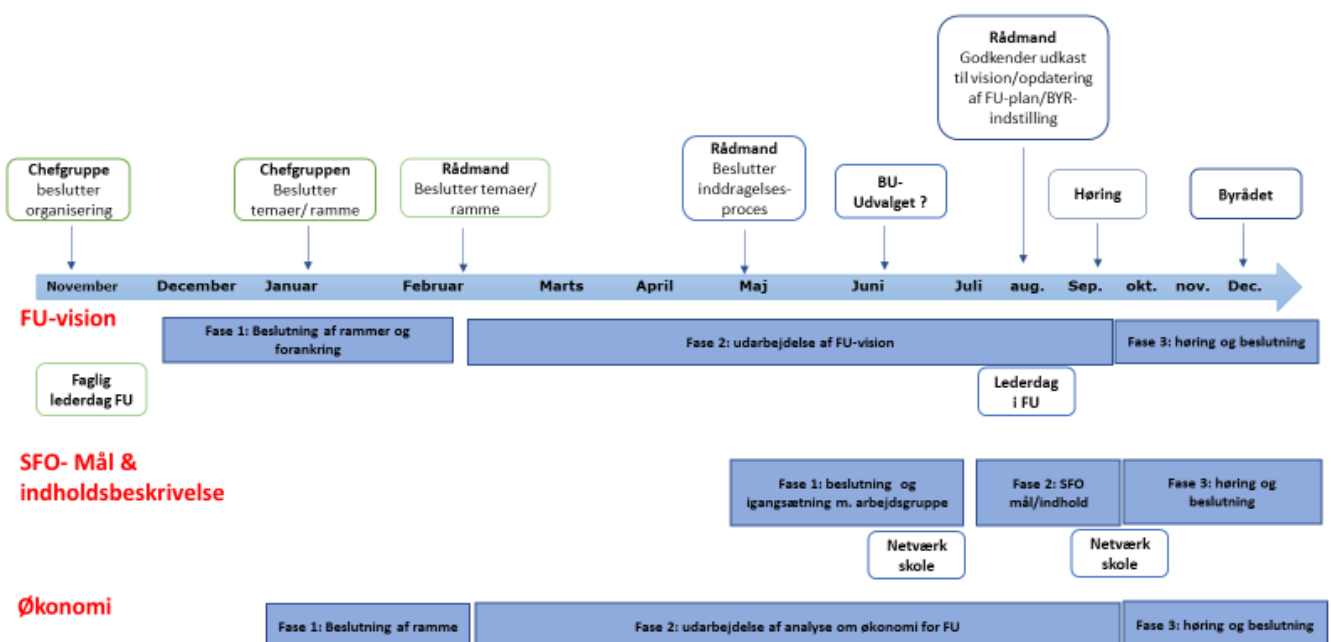 Rådmand
Godkender udkast
til vision/opdatering
af FU-plan/BYR-
indstilling
Chefgruppe
beslutter
organisering
Chefgruppen
Beslutter
temaer/ ramme
Rådmand
Beslutter temaer/
ramme
Rådmand
Beslutter
inddragelses-
proces
BU-
Udvalget ?
Høring
Byrådet
November December Januar Februar Marts April Maj Juni Juli aug. Sep. okt. nov. Dec.
FU-vision
Fase 1: Beslutning af rammer og
forankring
Fase 2: udarbejdelse af FU-vision
Fase 3: høring og beslutning
Faglig
lederdag FU
Lederdag
i FU
SFO- Mål &
indholdsbeskrivelse
Fase 1: beslutning og
igangsætning m. arbejdsgruppe
Fase 2: SFO
mål/indhold
Fase 3: høring og
beslutning
Netværk
skole
Netværk
skole
Økonomi
Fase 1: Beslutning af ramme
Fase 2: udarbejdelse af analyse om økonomi for FU
Fase 3: høring og beslutning